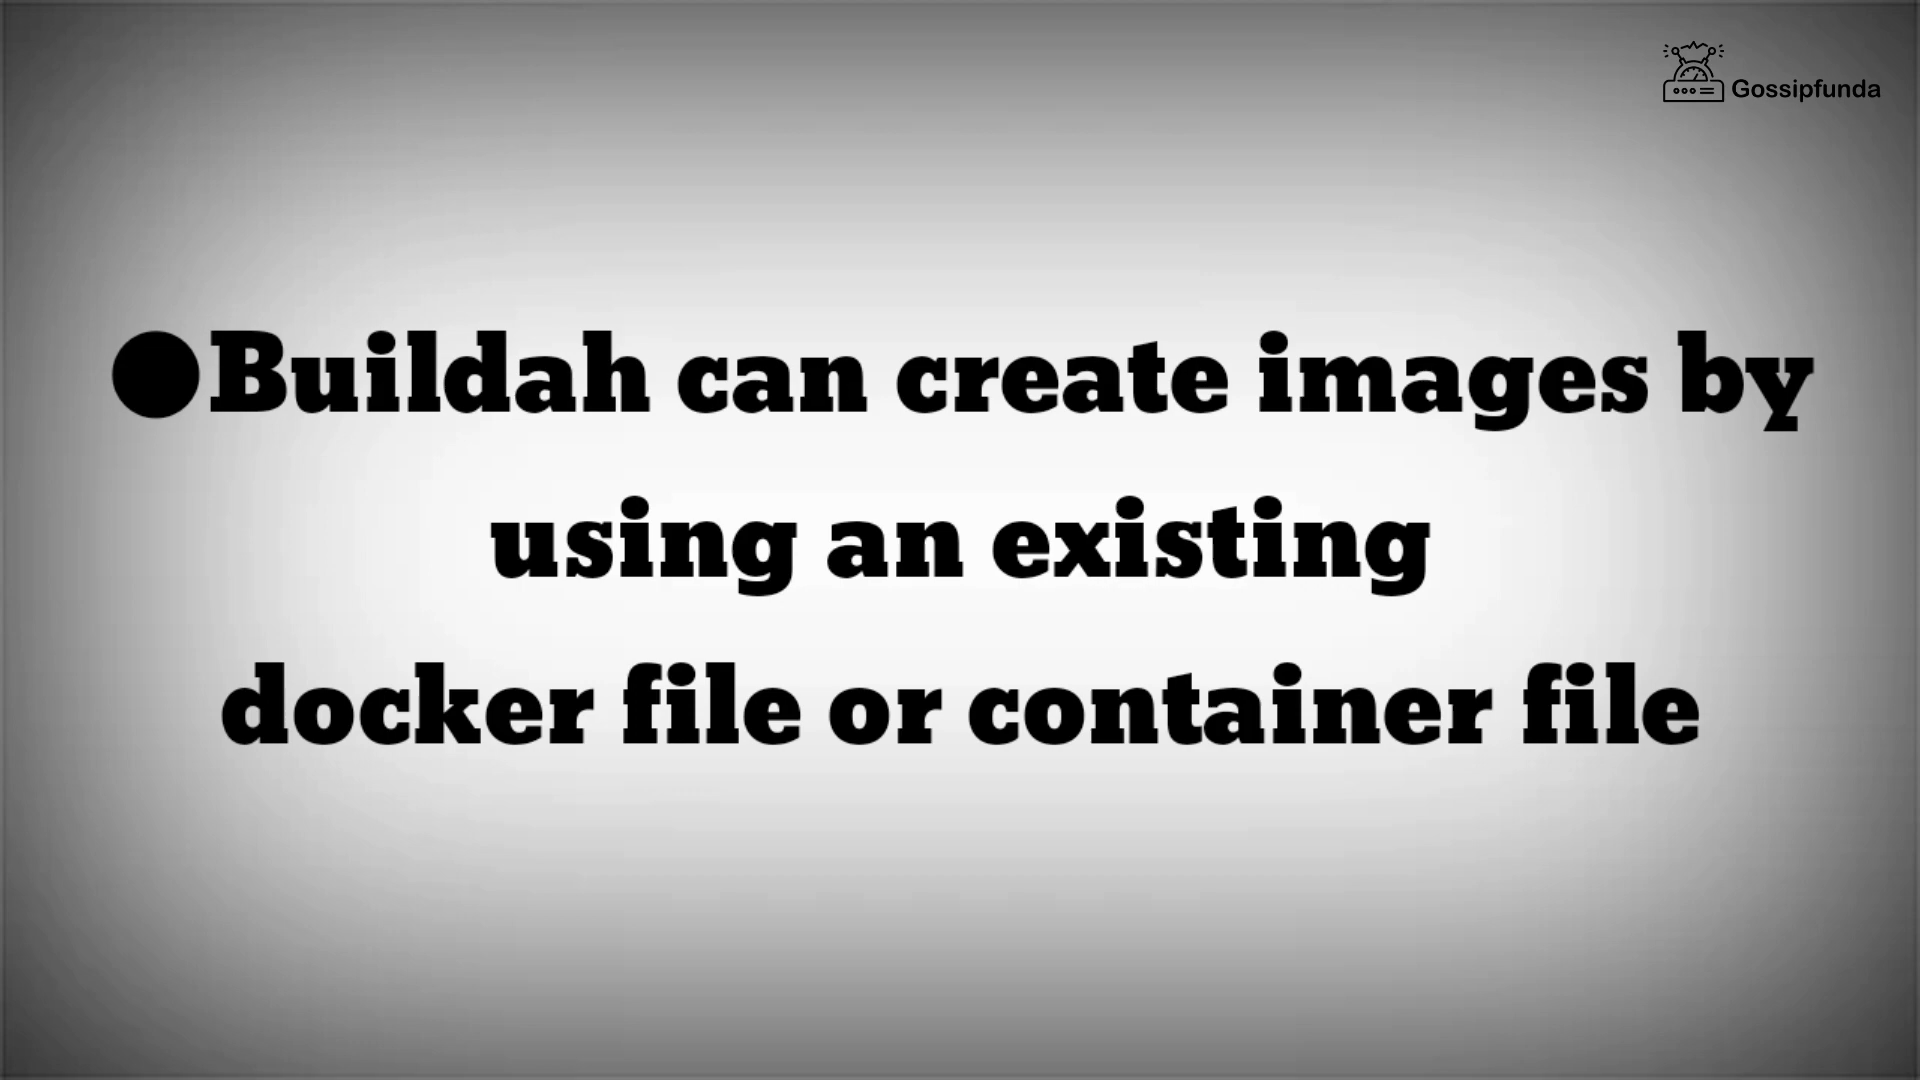 Gossipfunda
●Buildah can create images by
using an existing
docker file or container file